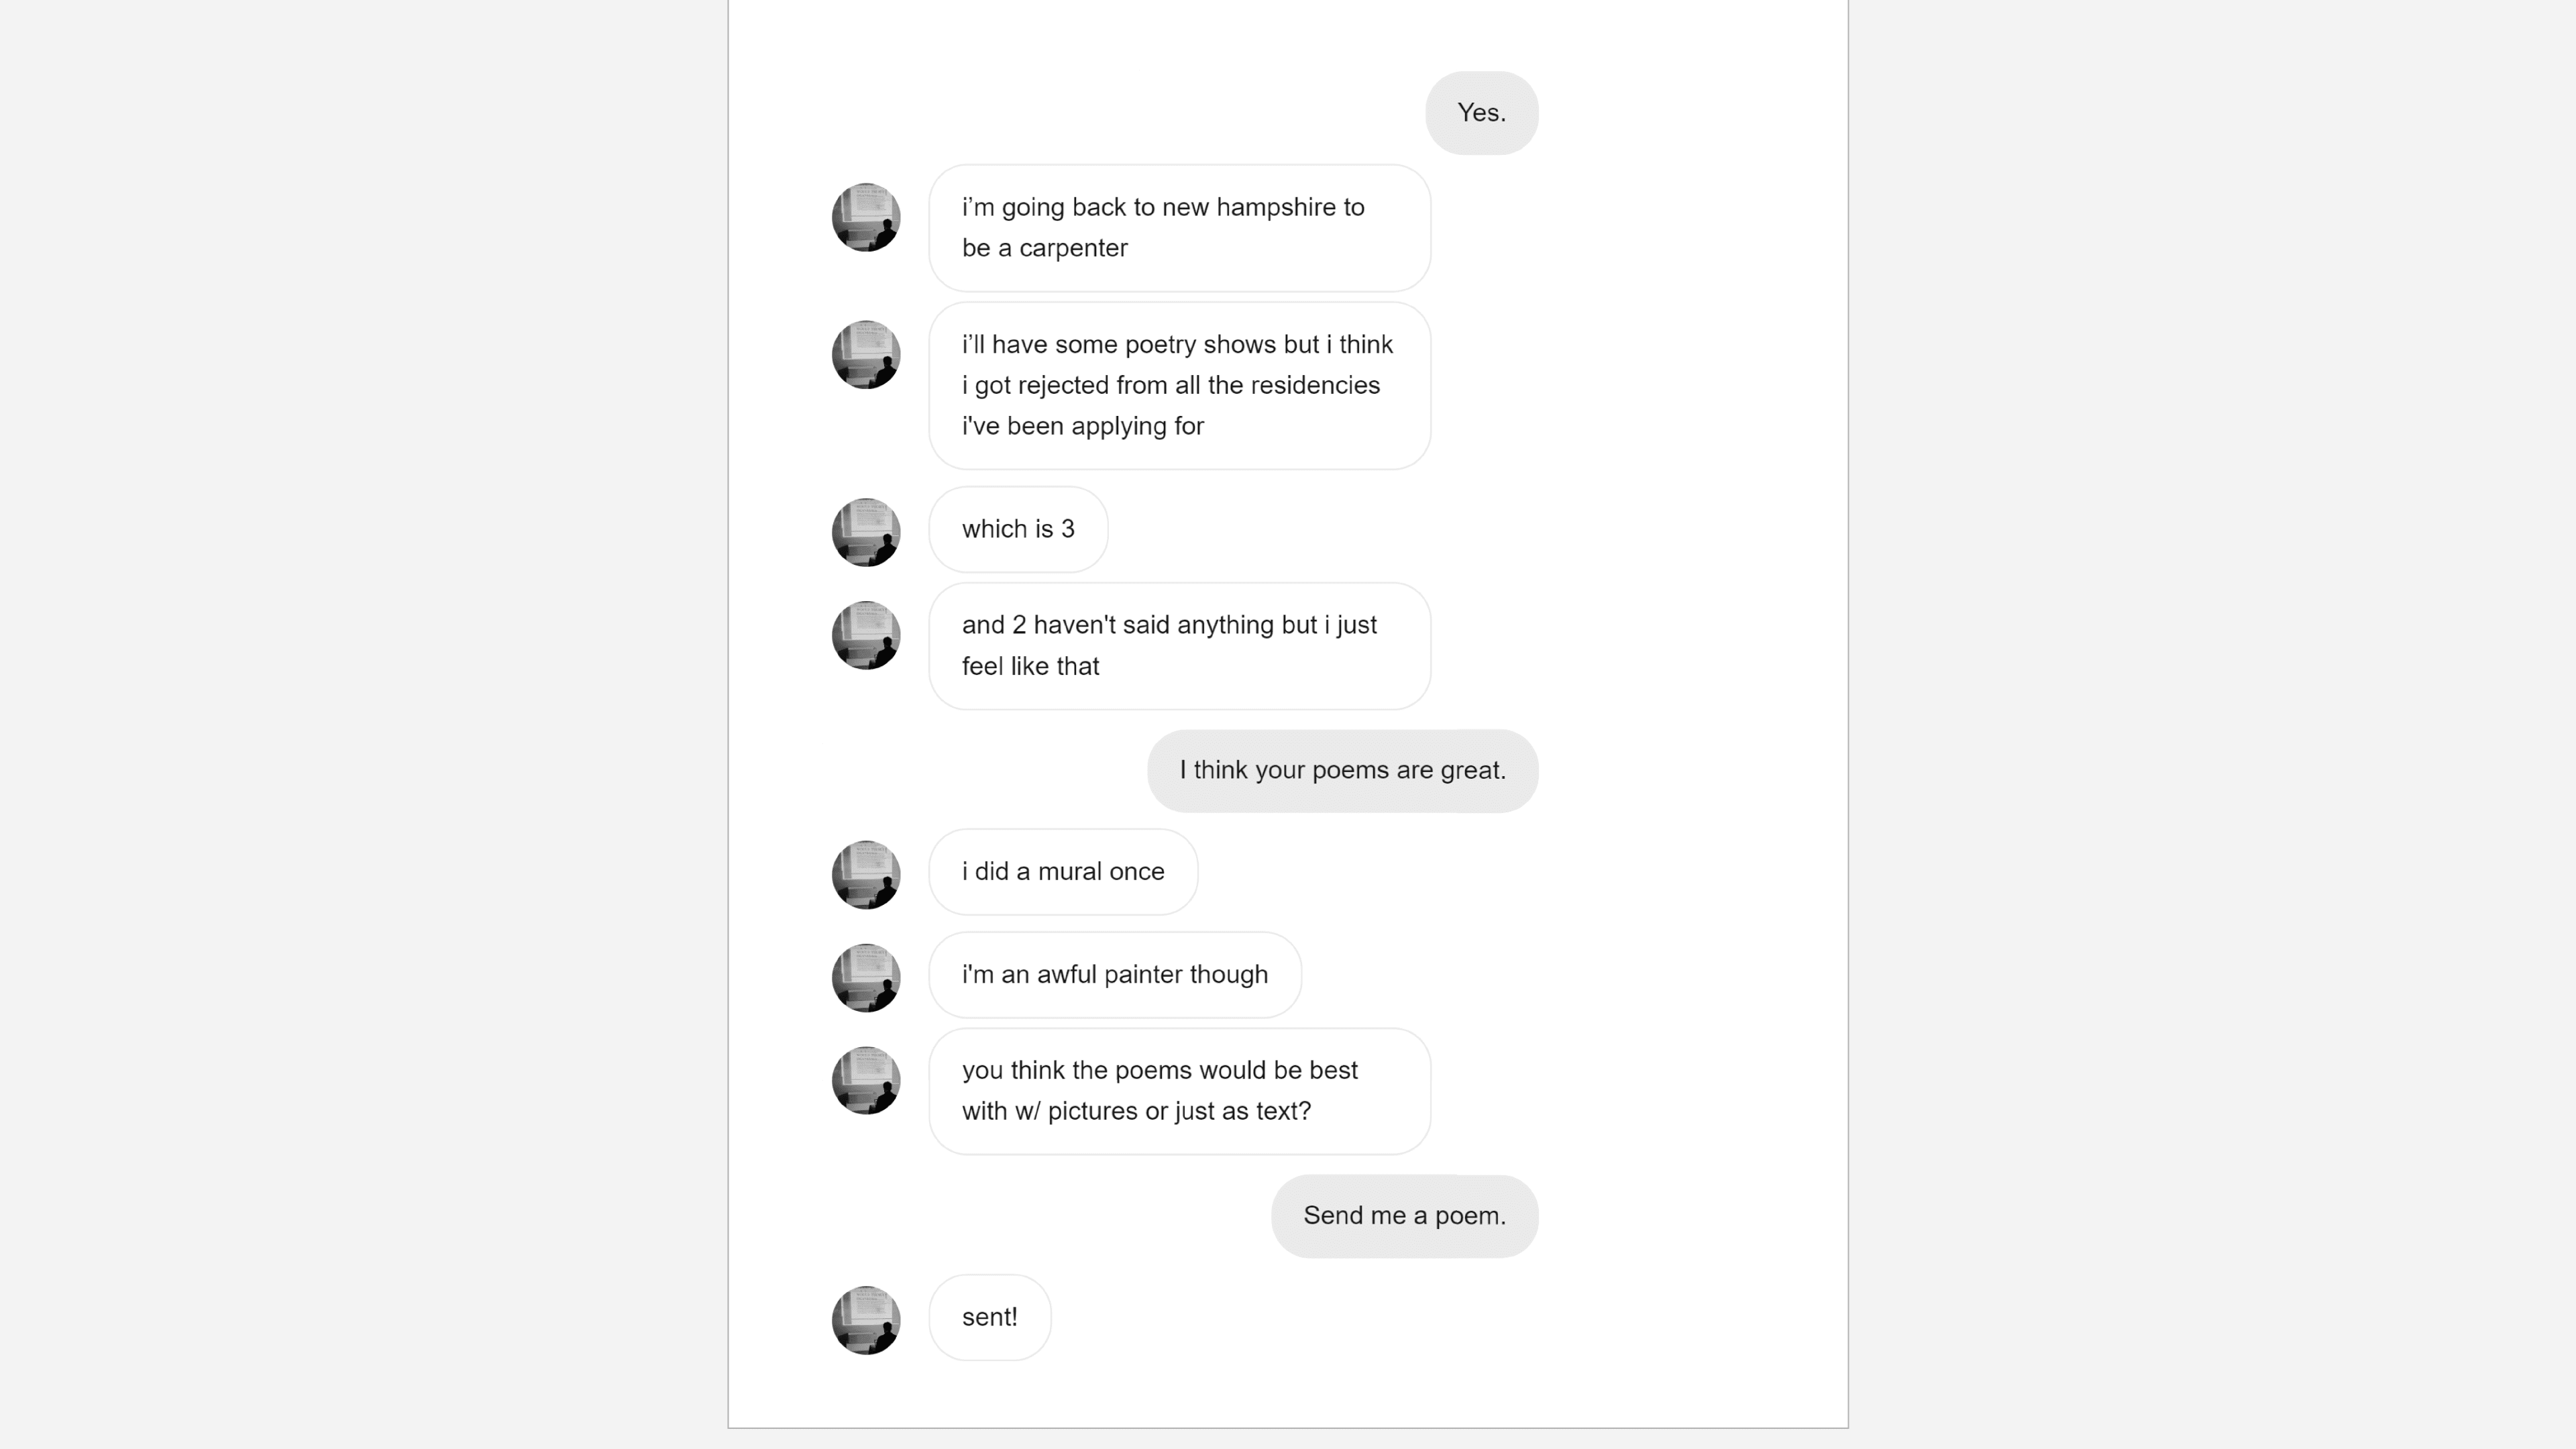 Yes.
i’m going back to new hampshire to
be a carpenter
i’ll have some poetry shows but i think
i got rejected from all the residencies
i've been applying for
which is 3
and 2 haven't said anything but i just
feel like that
I think your poems are great.
i did a mural once
i'm an awful painter though
you think the poems would be best
with w/ pictures or just as text?
Send me a poem.
sent!